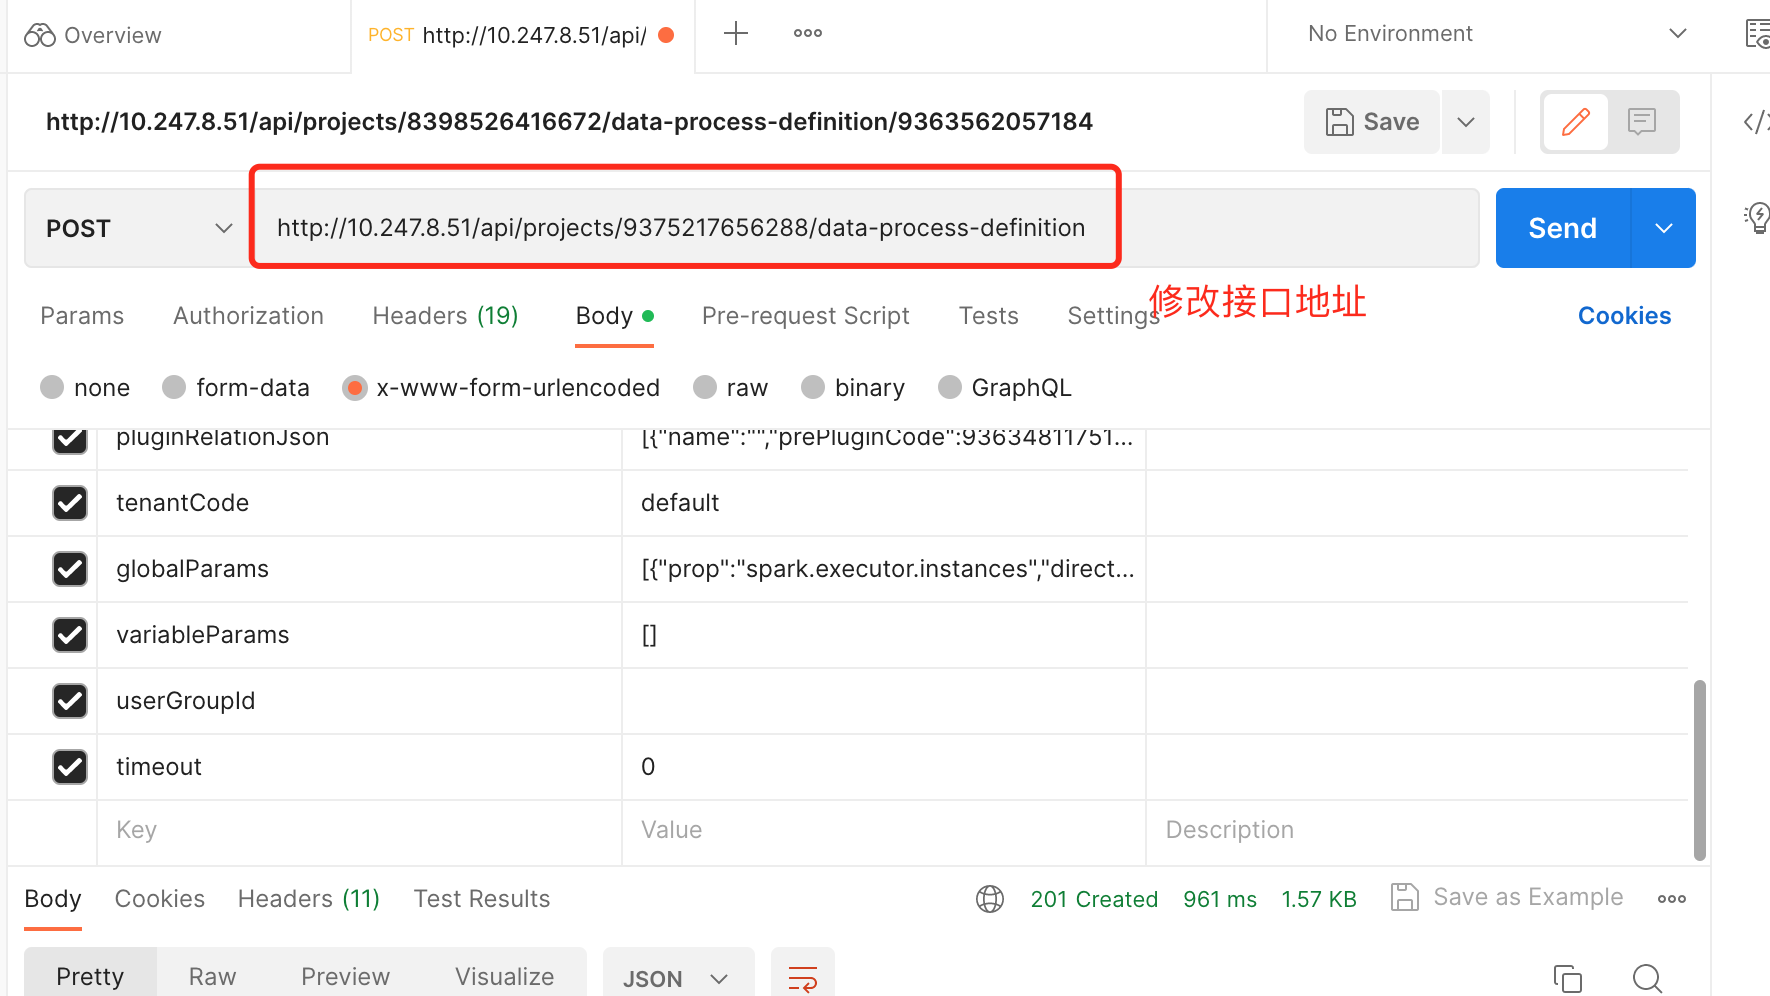 Overview
POST http://10.247.8.51/api/
No Environment
http://10.247.8.51/api/projects/8398526416672/data-process-definition/9363562057184
Save
POST
http://10.247.8.51/api/projects/9375217656288/data-process-definition
Send
修改接口地址
Params Authorization Headers (19) Body Pre-request Script Tests Settings Cookies
none form-data x-www-form-urlencoded raw binary GraphQL
pluginRelationJson [{"name":"","prePluginCode":93634811751...
tenantCode default
globalParams [{"prop":"spark.executor.instances","direct...
variableParams []
userGroupId
timeout 0
Key Value Description
Body Cookies Headers (11) Test Results 201 Created 961 ms 1.57 KB Save as Example
Pretty Raw Preview Visualize JSON